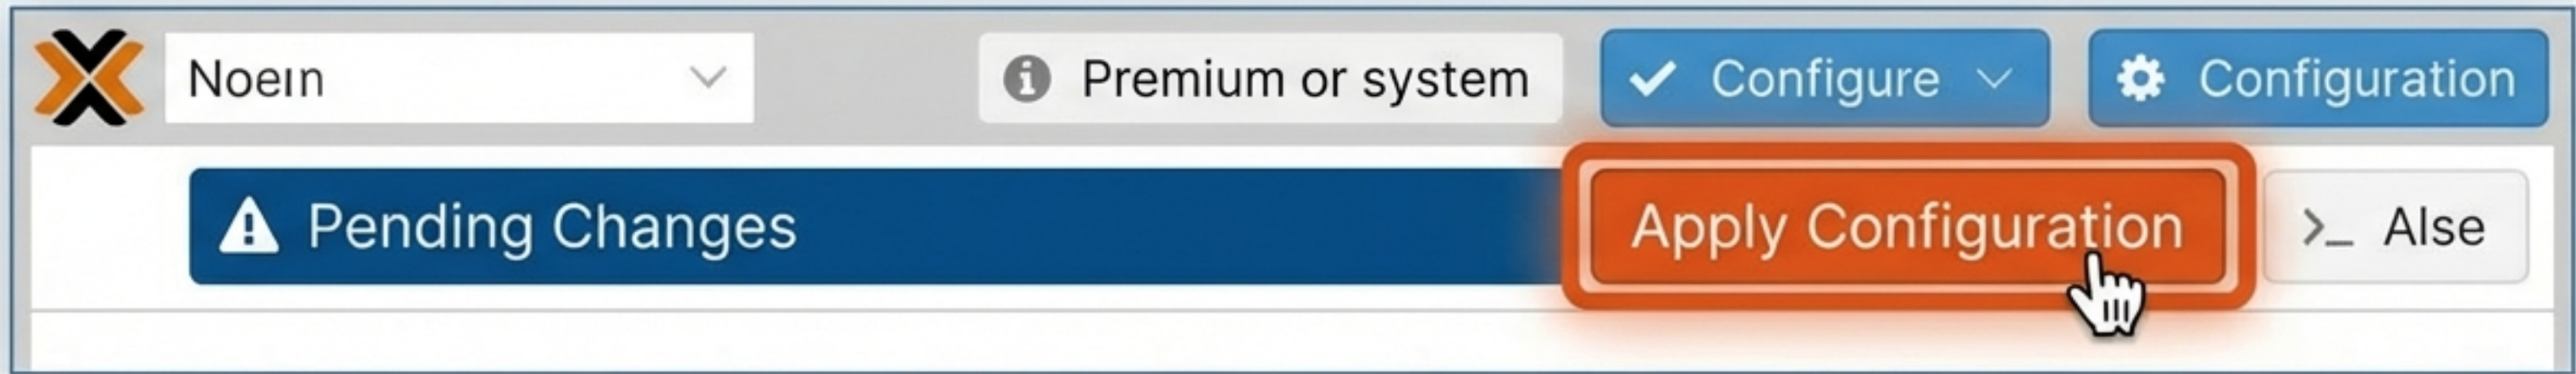 Noeın Premium or system Configure Configuration
Pending Changes Apply Configuration >_ Alse